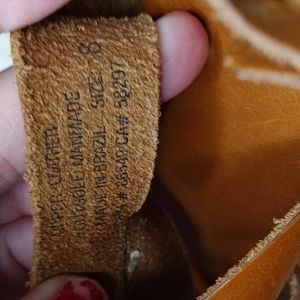 UPPER LEATHER
OUTSOLE MANMADE
MADE IN BRAZIL SIZE 8
CA# 38297